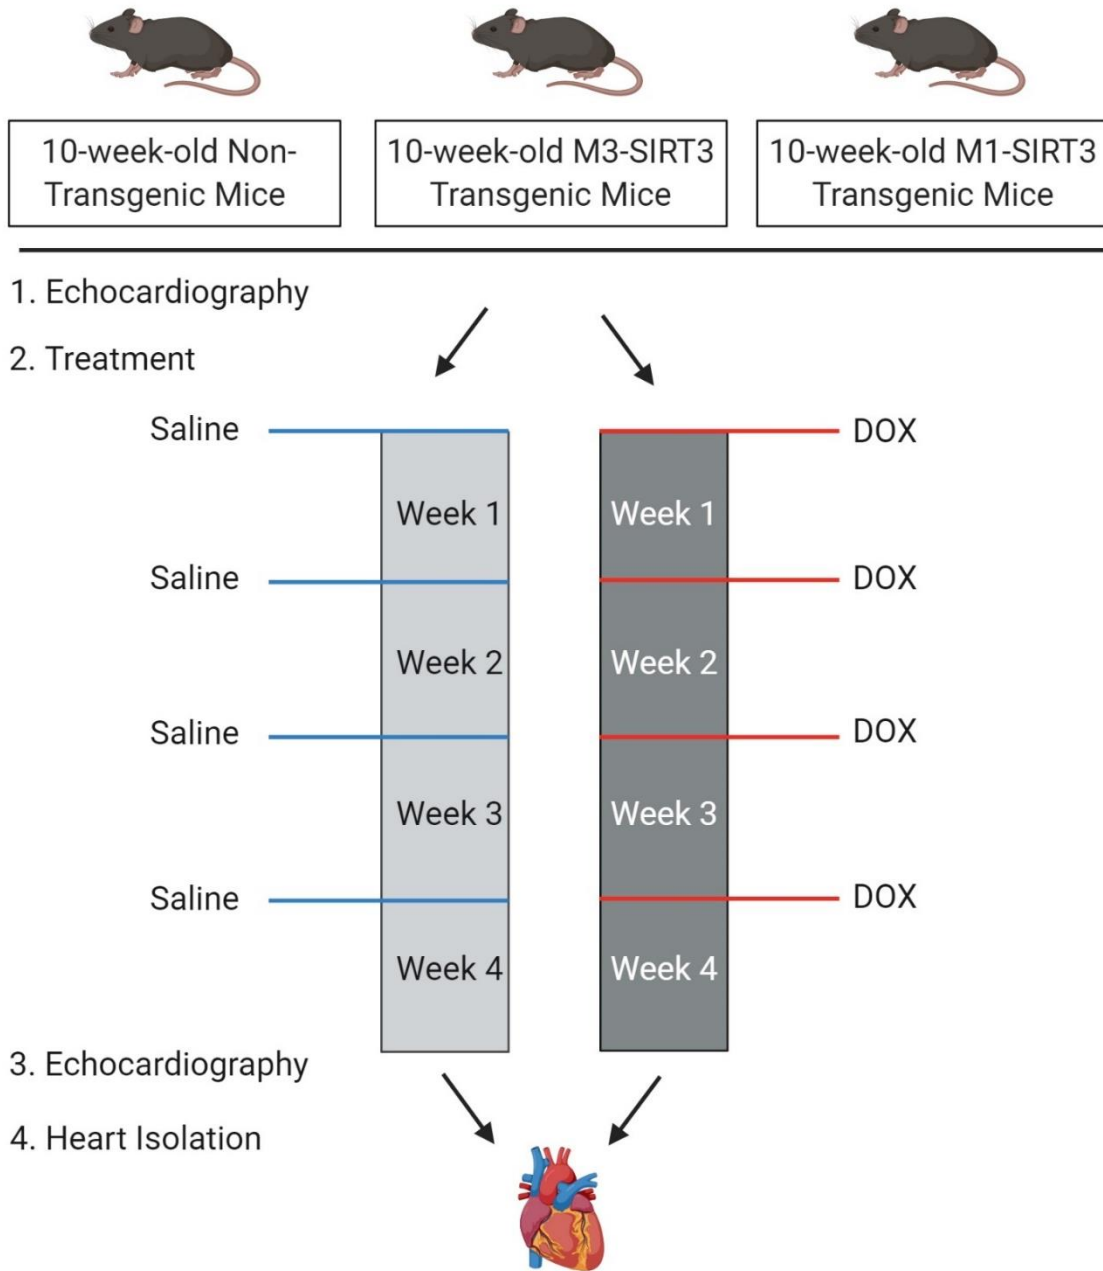 10-week-old Non-
Transgenic Mice
10-week-old M3-SIRT3
Transgenic Mice
10-week-old M1-SIRT3
Transgenic Mice
1. Echocardiography
2. Treatment
Saline
DOX
Week 1
Week 1
Saline
DOX
Week 2
Week 2
Saline
DOX
Week 3
Week 3
Saline
DOX
Week 4
Week 4
3. Echocardiography
4. Heart Isolation